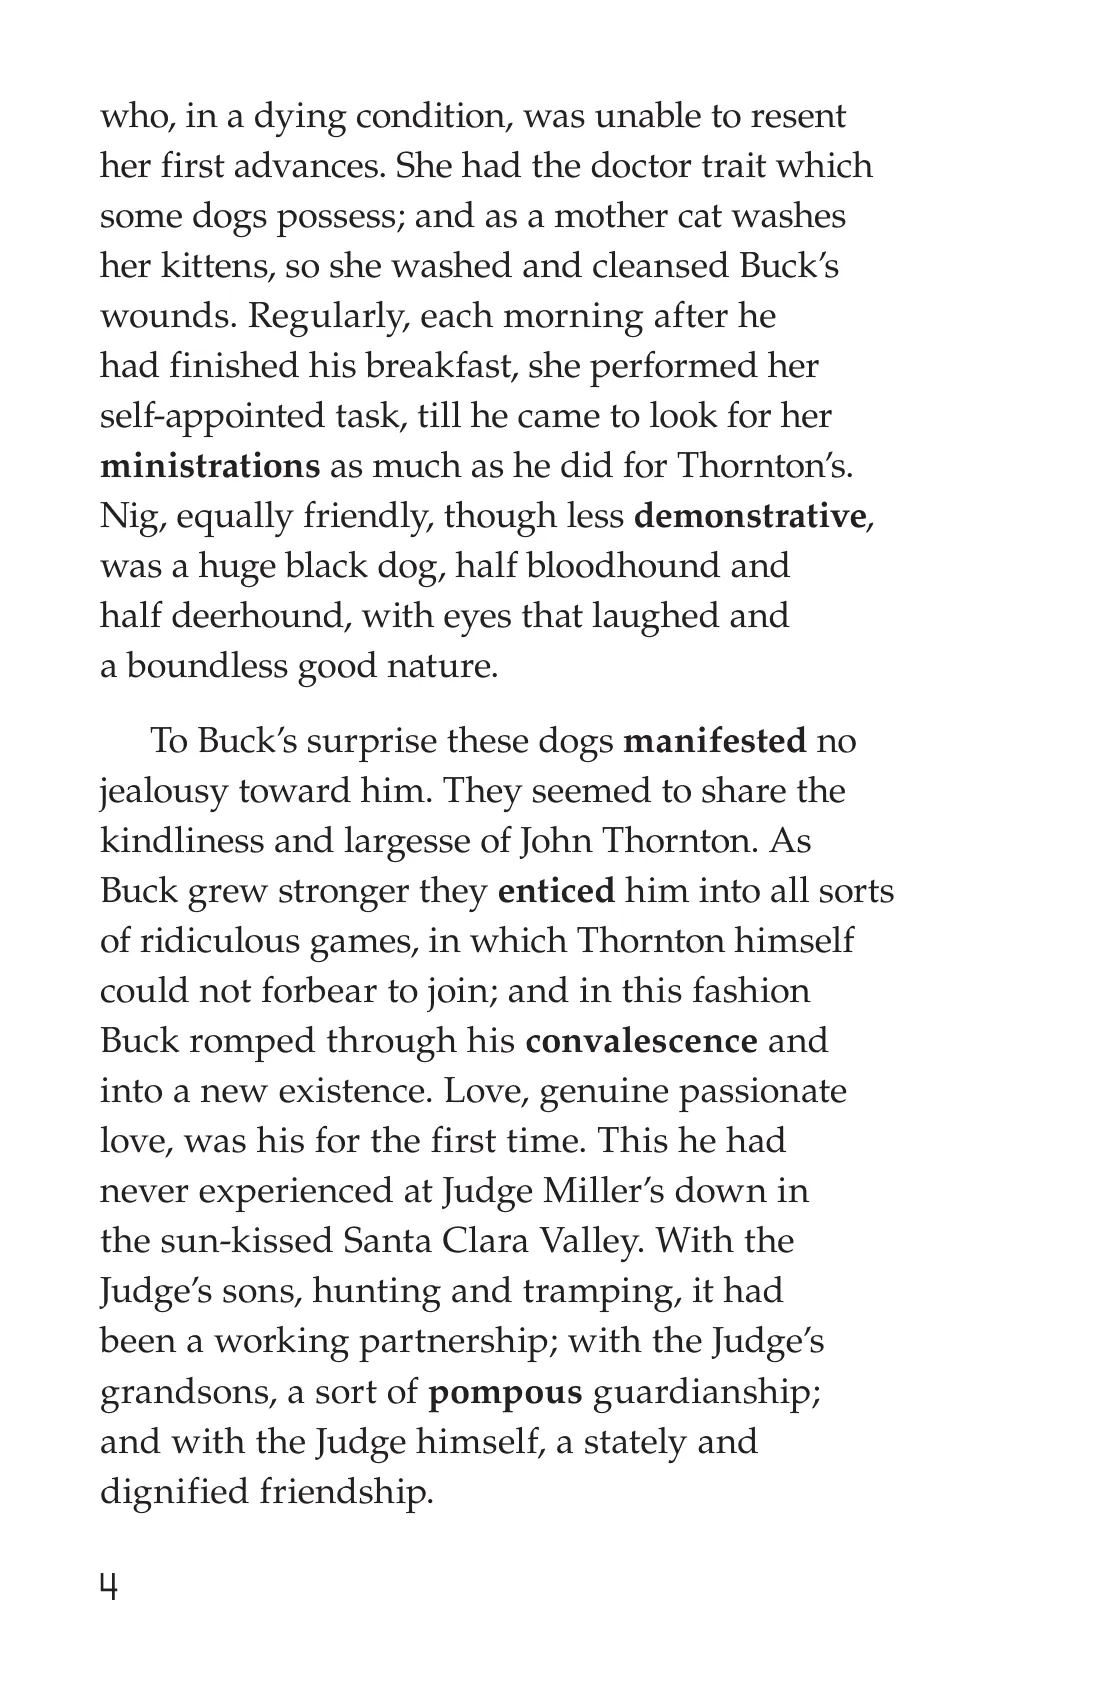 who, in a dying condition, was unable to resent
her first advances. She had the doctor trait which
some dogs possess; and as a mother cat washes
her kittens, so she washed and cleansed Buck’s
wounds. Regularly, each morning after he
had finished his breakfast, she performed her
self-appointed task, till he came to look for her
ministrations as much as he did for Thornton’s.
Nig, equally friendly, though less demonstrative,
was a huge black dog, half bloodhound and
half deerhound, with eyes that laughed and
a boundless good nature.
To Buck’s surprise these dogs manifested no
jealousy toward him. They seemed to share the
kindliness and largesse of John Thornton. As
Buck grew stronger they enticed him into all sorts
of ridiculous games, in which Thornton himself
could not forbear to join; and in this fashion
Buck romped through his convalescence and
into a new existence. Love, genuine passionate
love, was his for the first time. This he had
never experienced at Judge Miller’s down in
the sun-kissed Santa Clara Valley. With the
Judge’s sons, hunting and tramping, it had
been a working partnership; with the Judge’s
grandsons, a sort of pompous guardianship;
and with the Judge himself, a stately and
dignified friendship.
4